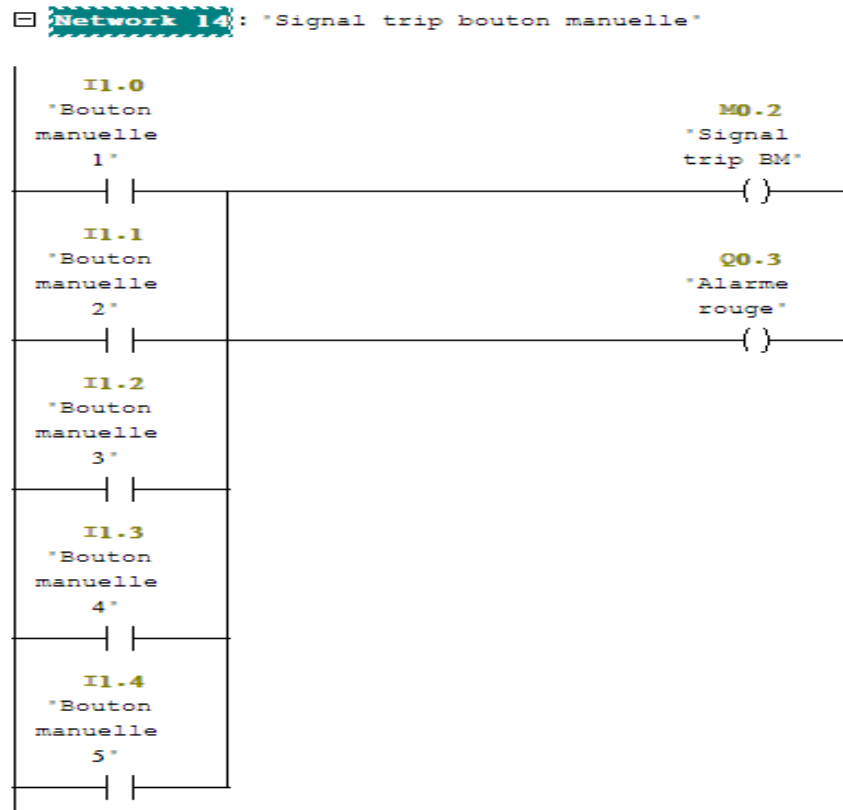 Network 14: "Signal trip bouton manuelle"
I1.0
"Bouton
manuelle
1"
M0.2
"Signal
trip BM"
I1.1
"Bouton
manuelle
2"
Q0.3
"Alarme
rouge"
I1.2
"Bouton
manuelle
3"
I1.3
"Bouton
manuelle
4"
I1.4
"Bouton
manuelle
5"